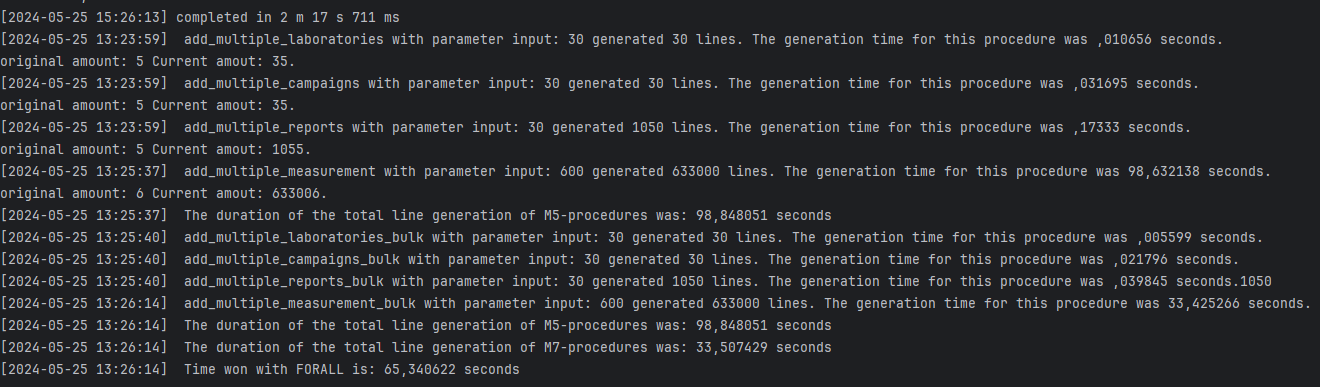 [2024-05-25 15:26:13] completed in 2 m 17 s 711 ms
[2024-05-25 13:23:59]  add_multiple_laboratories with parameter input: 30 generated 30 lines. The generation time for this procedure was ,010656 seconds.
original amount: 5 Current amout: 35.
[2024-05-25 13:23:59]  add_multiple_campaigns with parameter input: 30 generated 30 lines. The generation time for this procedure was ,031695 seconds.
original amount: 5 Current amout: 35.
[2024-05-25 13:23:59]  add_multiple_reports with parameter input: 30 generated 1050 lines. The generation time for this procedure was ,17333 seconds.
original amount: 5 Current amout: 1055.
[2024-05-25 13:25:37]  add_multiple_measurement with parameter input: 600 generated 633000 lines. The generation time for this procedure was 98,632138 seconds.
original amount: 6 Current amout: 633006.
[2024-05-25 13:25:37]  The duration of the total line generation of M5-procedures was: 98,848051 seconds
[2024-05-25 13:25:40]  add_multiple_laboratories_bulk with parameter input: 30 generated 30 lines. The generation time for this procedure was ,005599 seconds.
[2024-05-25 13:25:40]  add_multiple_campaigns_bulk with parameter input: 30 generated 30 lines. The generation time for this procedure was ,021796 seconds.
[2024-05-25 13:25:40]  add_multiple_reports_bulk with parameter input: 30 generated 1050 lines. The generation time for this procedure was ,039845 seconds.1050
[2024-05-25 13:26:14]  add_multiple_measurement_bulk with parameter input: 600 generated 633000 lines. The generation time for this procedure was 33,425266 seconds.
[2024-05-25 13:26:14]  The duration of the total line generation of M5-procedures was: 98,848051 seconds
[2024-05-25 13:26:14]  The duration of the total line generation of M7-procedures was: 33,507429 seconds
[2024-05-25 13:26:14]  Time won with FORALL is: 65,340622 seconds